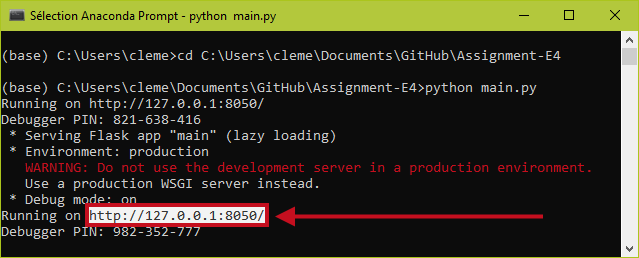 Sélection Anaconda Prompt - python  main.py
(base) C:\Users\cleme>cd C:\Users\cleme\Documents\GitHub\Assignment-E4
(base) C:\Users\cleme\Documents\GitHub\Assignment-E4>python main.py
Running on http://127.0.0.1:8050/
Debugger PIN: 821-638-416
 * Serving Flask app "main" (lazy loading)
 * Environment: production
   WARNING: Do not use the development server in a production environment.
   Use a production WSGI server instead.
 * Debug mode: on
Running on http://127.0.0.1:8050/
Debugger PIN: 982-352-777